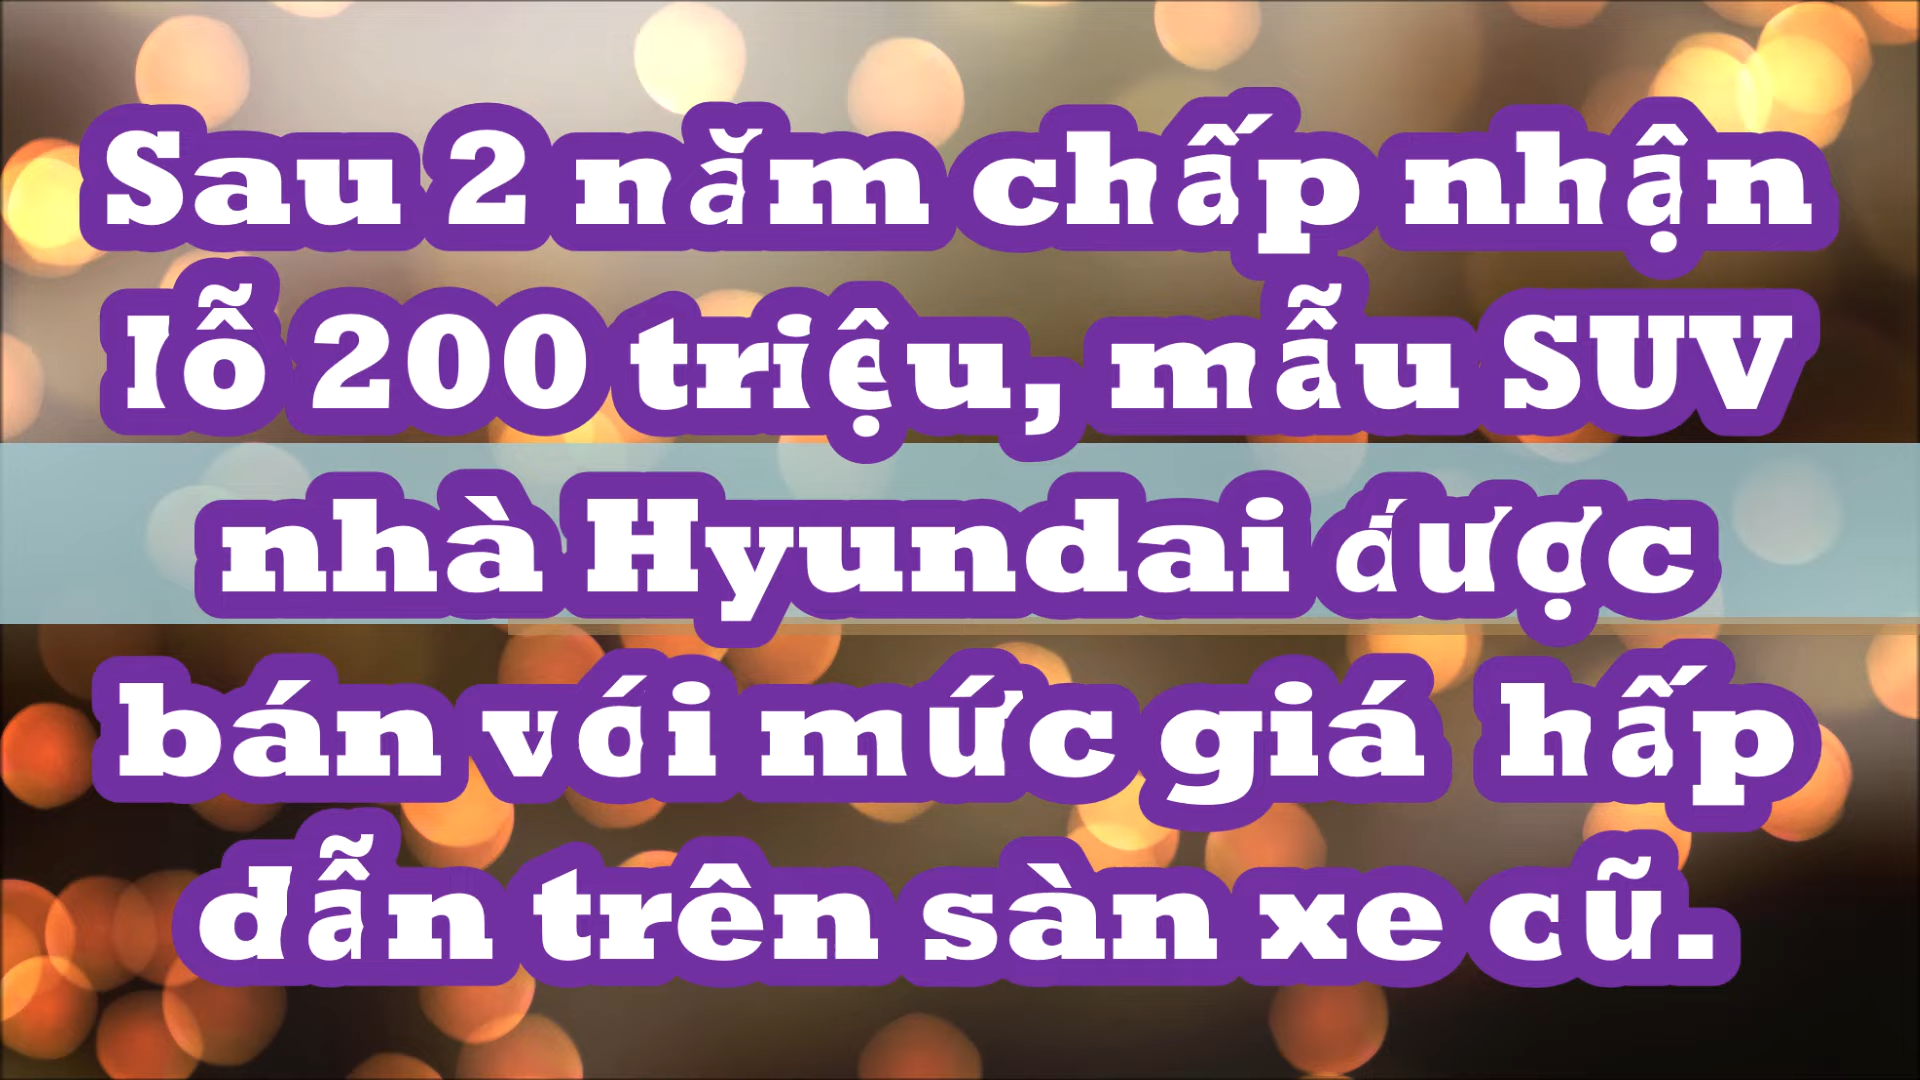 Sau 2 năm chấp nhận
lỗ 200 triệu, mẫu SUV
nhà Hyundai được
bán với mức giá hấp
dẫn trên sàn xe cũ.